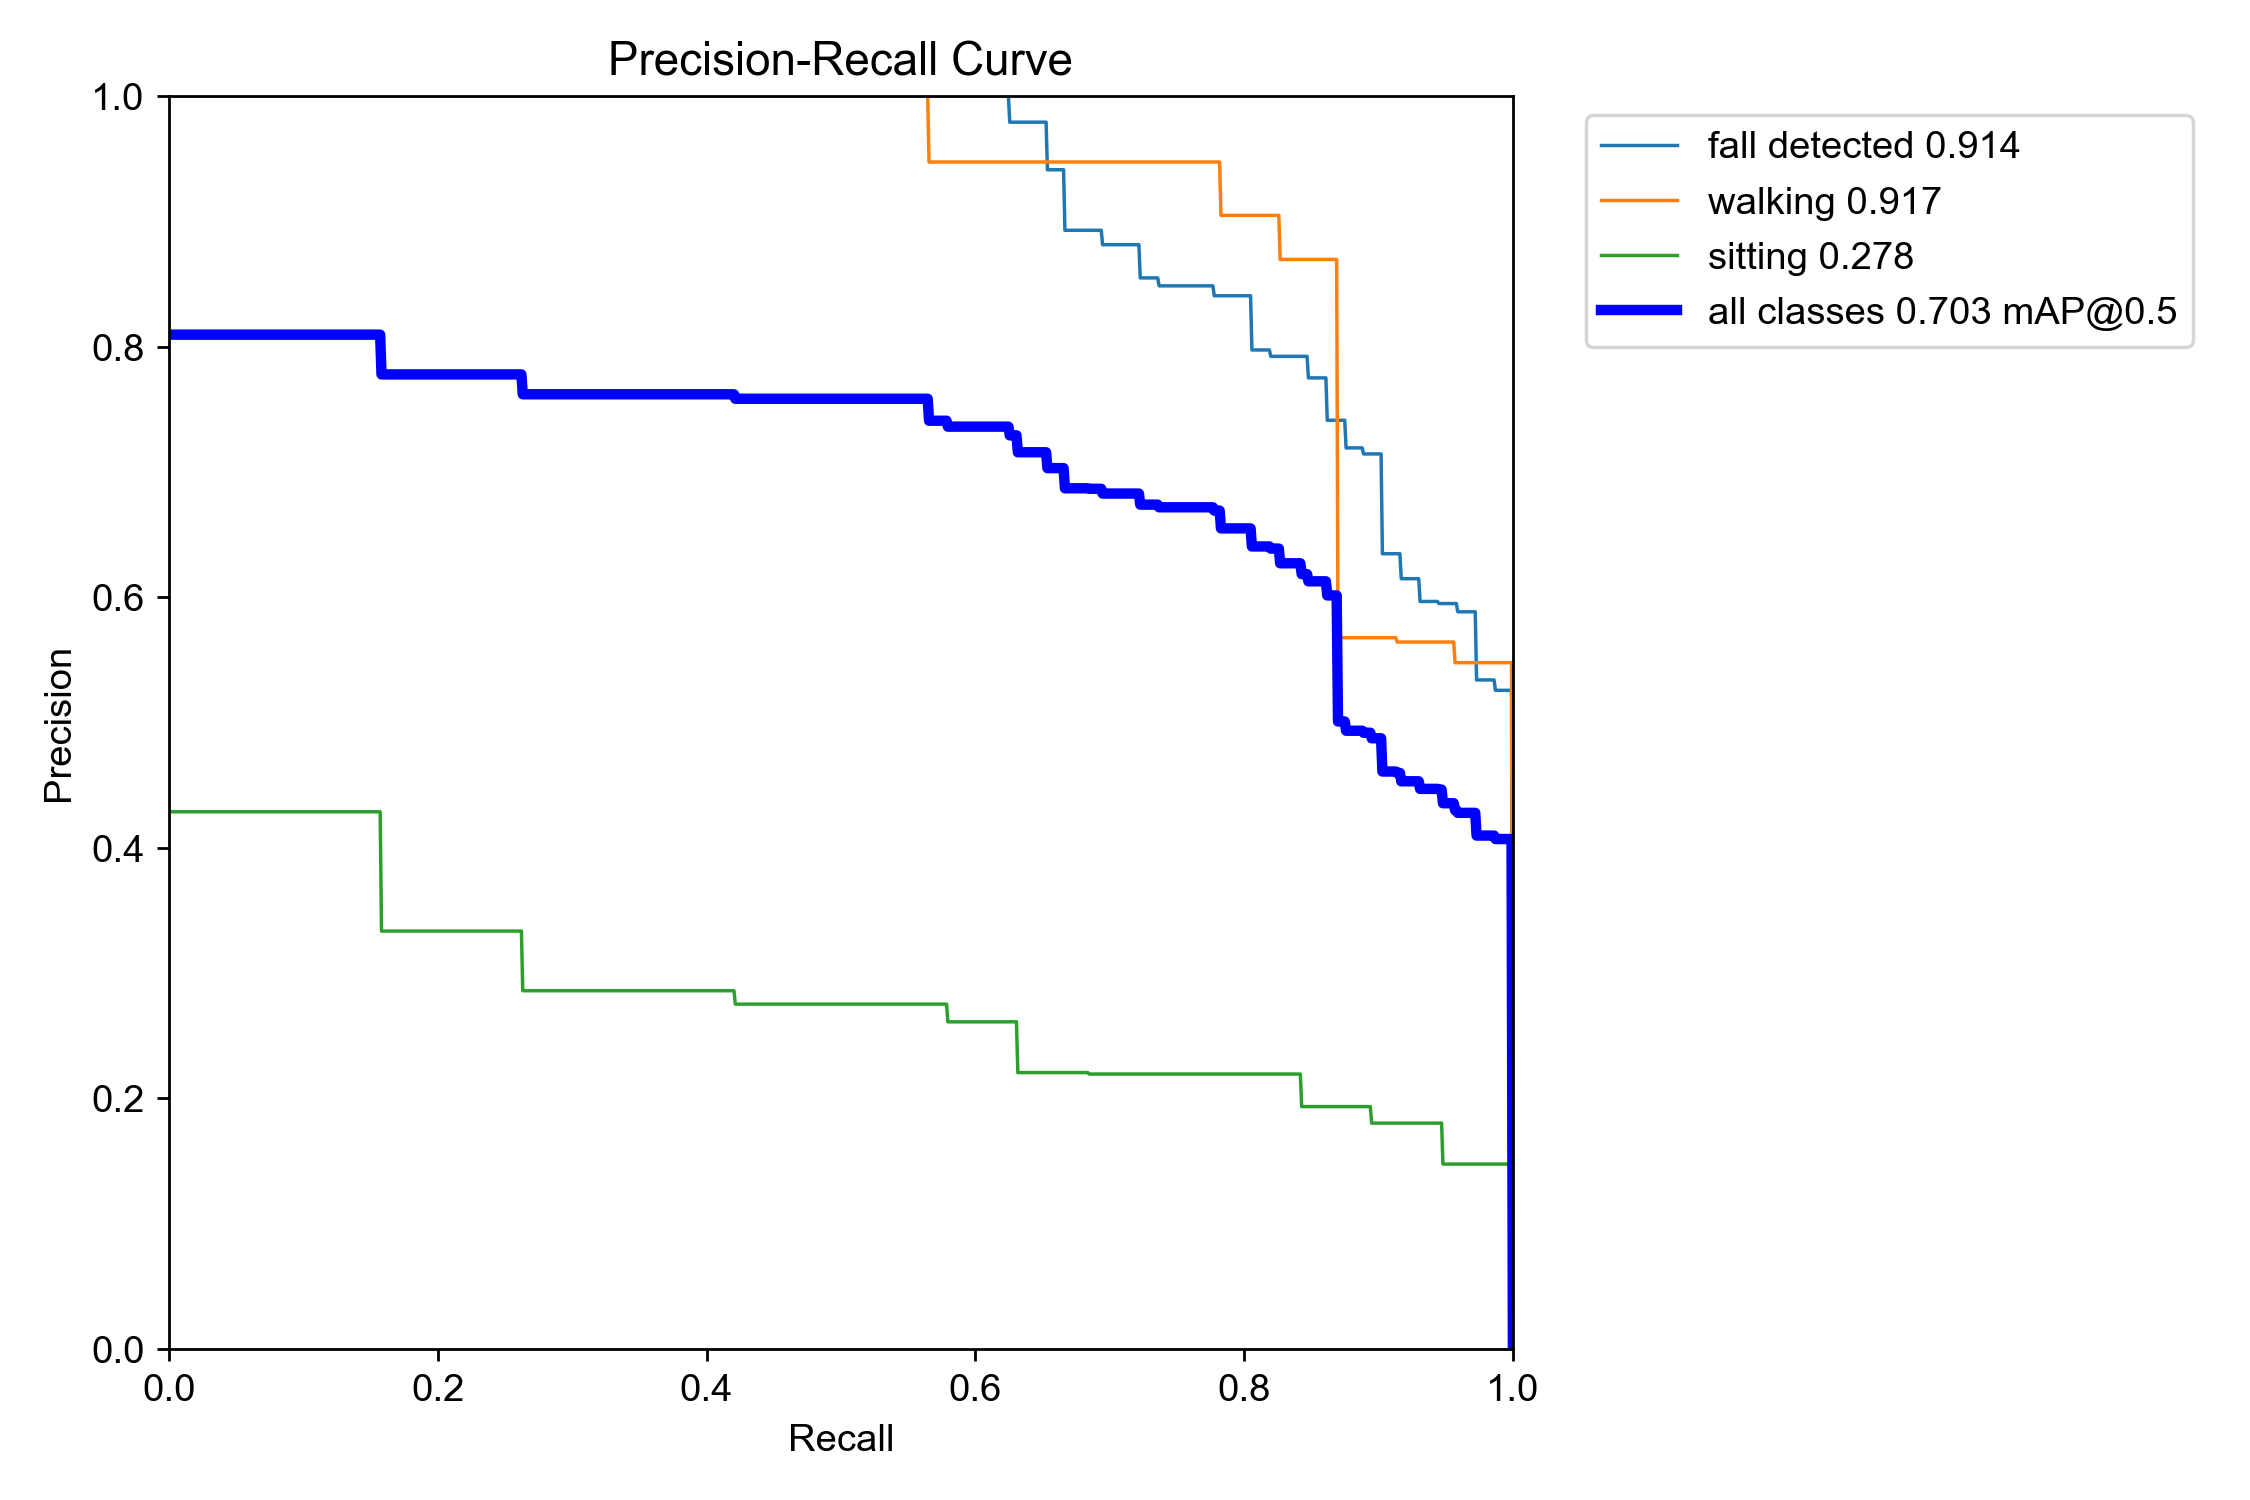 Precision-Recall Curve
1.0
0.8
0.6
0.4
0.2
0.0
Precision
0.0 0.2 0.4 0.6 0.8 1.0
Recall
fall detected 0.914
walking 0.917
sitting 0.278
all classes 0.703 mAP@0.5